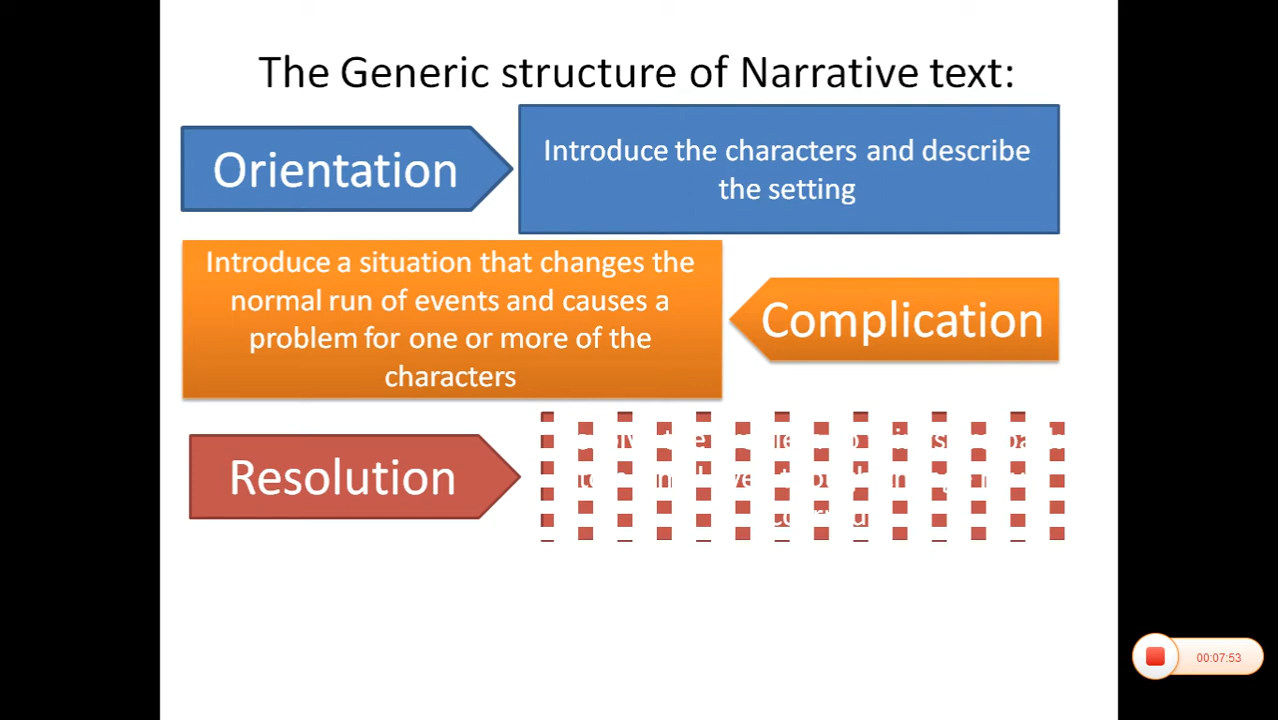 The Generic structure of Narrative text:
Orientation
Introduce the characters and describe
the setting
Introduce a situation that changes the
normal run of events and causes a
problem for one or more of the
characters
Complication
Resolution
00:07:53